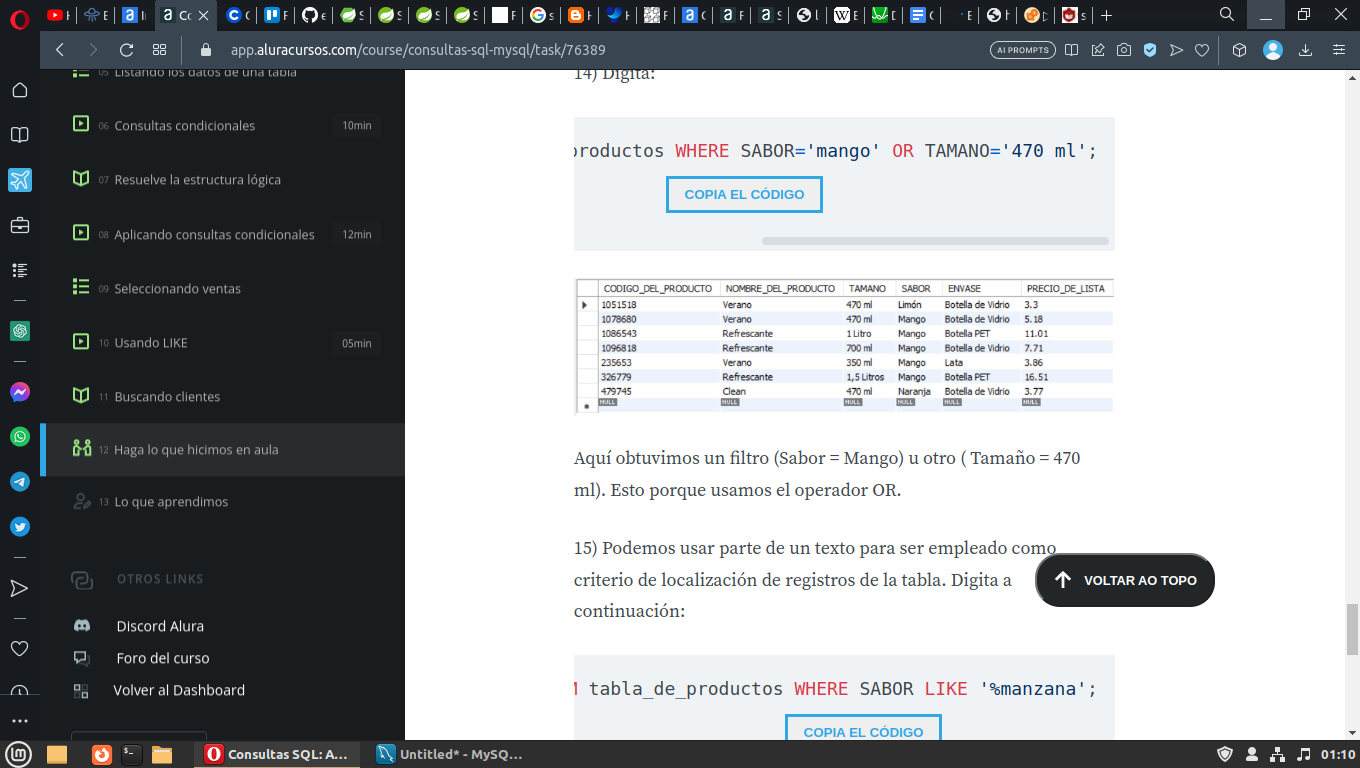 app.aluracursos.com/course/consultas-sql-mysql/task/76389
AI PROMPTS
05 Listando los datos de una tabla
06 Consultas condicionales 10min
07 Resuelve la estructura lógica
08 Aplicando consultas condicionales 12min
09 Seleccionando ventas
10 Usando LIKE 05min
11 Buscando clientes
12 Haga lo que hicimos en aula
13 Lo que aprendimos
OTROS LINKS
Discord Alura
Foro del curso
Volver al Dashboard
14) Digita:
productos WHERE SABOR='mango' OR TAMANO='470 ml';
COPIA EL CÓDIGO
CODIGO_DEL_PRODUCTO NOMBRE_DEL_PRODUCTO TAMANO SABOR ENVASE PRECIO_DE_LISTA
1051518 Verano 470 ml Limón Botella de Vidrio 3.3
1078680 Verano 470 ml Mango Botella de Vidrio 5.18
1086543 Refrescante 1 Litro Mango Botella PET 11.01
1096818 Refrescante 700 ml Mango Botella de Vidrio 7.71
235653 Verano 350 ml Mango Lata 3.86
326779 Refrescante 1,5 Litros Mango Botella PET 16.51
479745 Clean 470 ml Naranja Botella de Vidrio 3.77
NULL NULL NULL NULL NULL NULL
Aquí obtuvimos un filtro (Sabor = Mango) u otro ( Tamaño = 470
ml). Esto porque usamos el operador OR.
15) Podemos usar parte de un texto para ser empleado como
criterio de localización de registros de la tabla. Digita a
continuación:
VOLTAR AO TOPO
M tabla_de_productos WHERE SABOR LIKE '%manzana';
COPIA EL CÓDIGO
Consultas SQL: A...
Untitled* - MySQ...
01:10